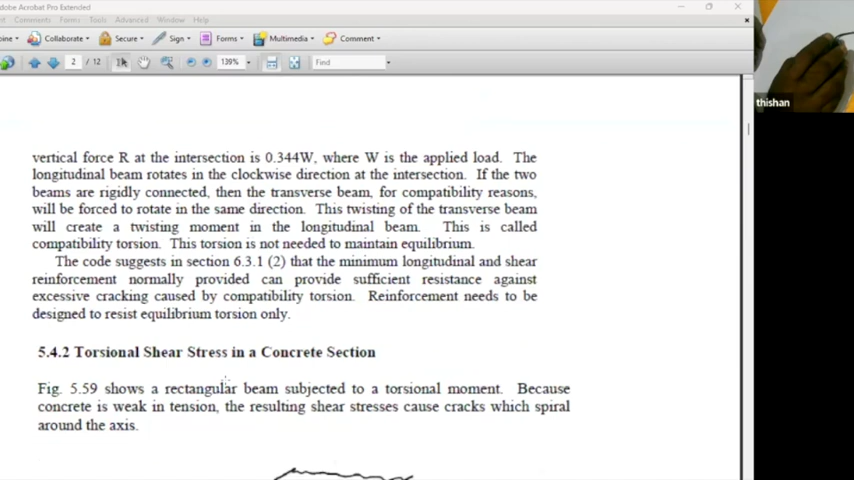 dobe Acrobat Pro Extended
Comments Forms Tools Advanced Window Help
Collaborate Secure Sign Forms Multimedia Comment
2 / 12 139% Find
thishan
vertical force R at the intersection is 0.344W, where W is the applied load. The
longitudinal beam rotates in the clockwise direction at the intersection. If the two
beams are rigidly connected, then the transverse beam, for compatibility reasons,
will be forced to rotate in the same direction. This twisting of the transverse beam
will create a twisting moment in the longitudinal beam. This is called
compatibility torsion. This torsion is not needed to maintain equilibrium.
The code suggests in section 6.3.1 (2) that the minimum longitudinal and shear
reinforcement normally provided can provide sufficient resistance against
excessive cracking caused by compatibility torsion. Reinforcement needs to be
designed to resist equilibrium torsion only.
5.4.2 Torsional Shear Stress in a Concrete Section
Fig. 5.59 shows a rectangular beam subjected to a torsional moment. Because
concrete is weak in tension, the resulting shear stresses cause cracks which spiral
around the axis.